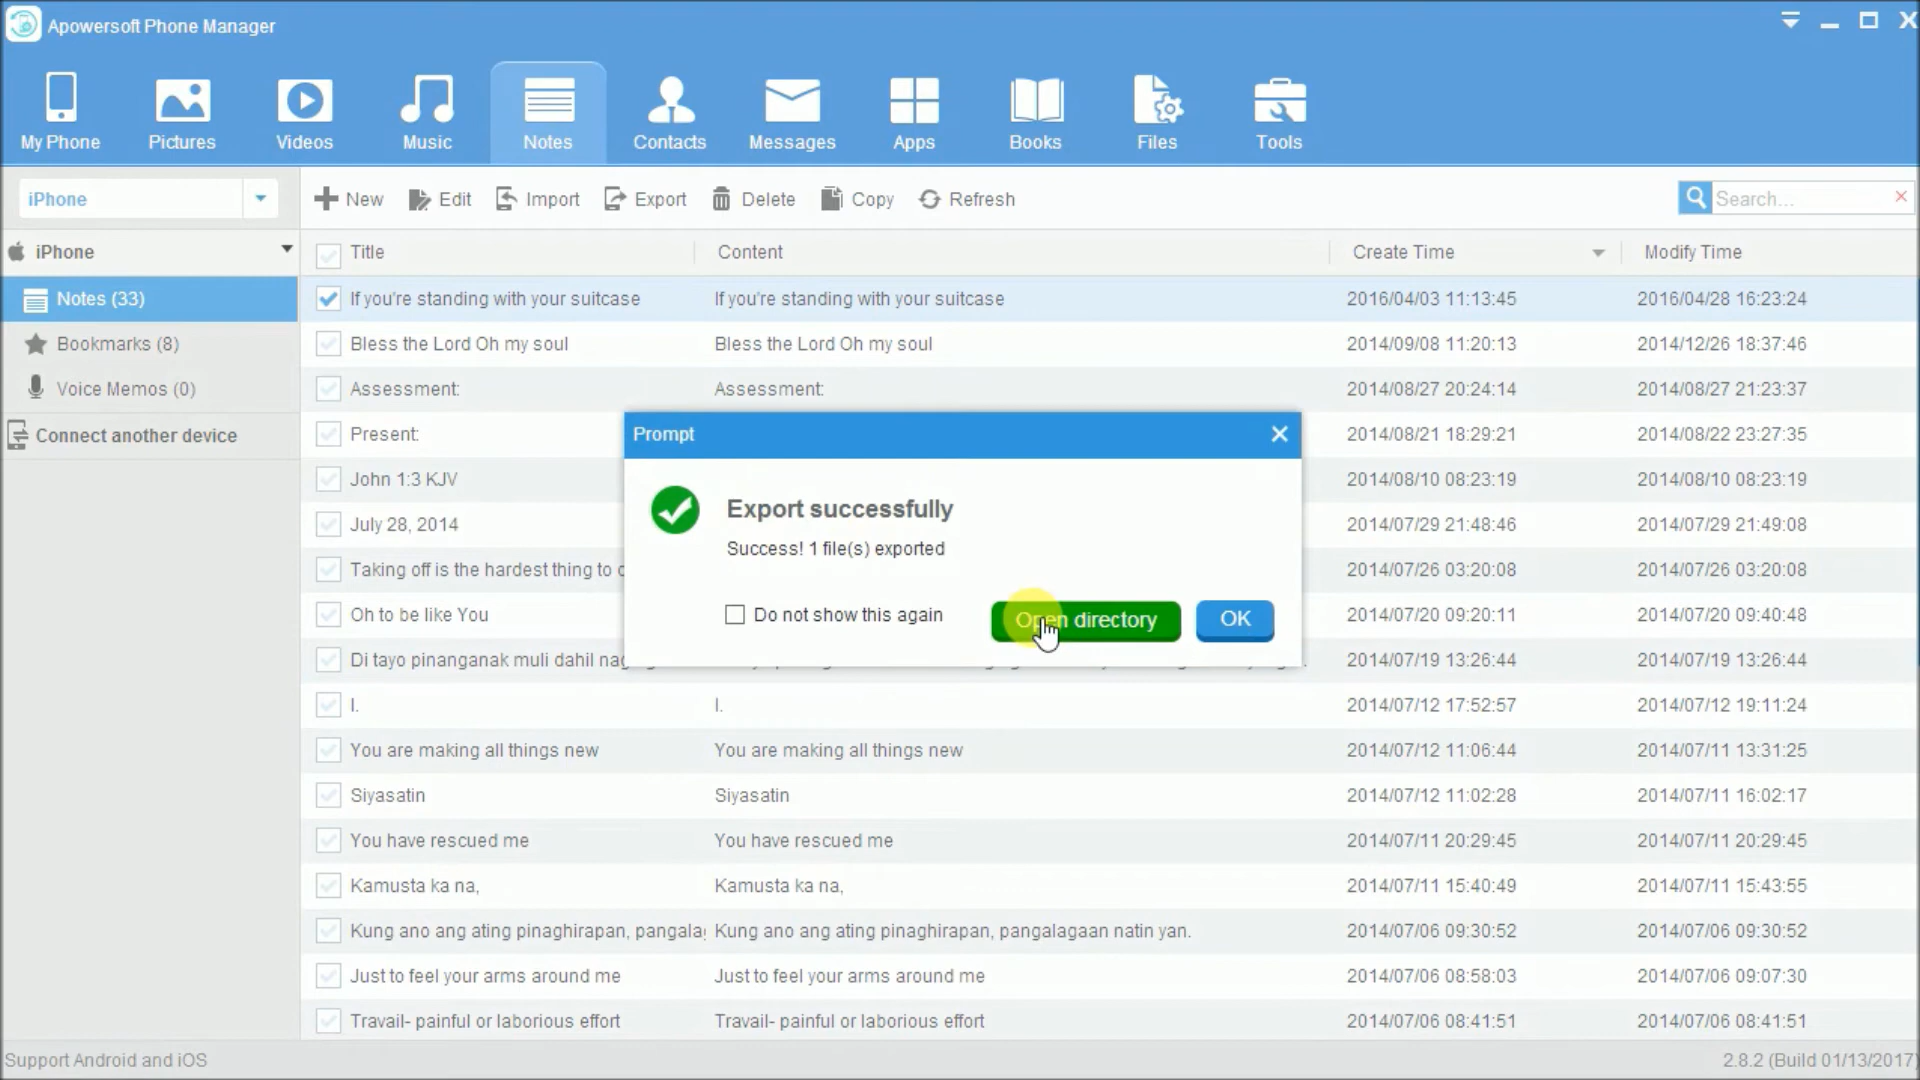 Apowersoft Phone Manager
My Phone Pictures Videos Music Notes Contacts Messages Apps Books Files Tools
iPhone New Edit Import Export Delete Copy Refresh Search...
iPhone
Notes (33)
Bookmarks (8)
Voice Memos (0)
Connect another device
Title Content Create Time Modify Time
If you're standing with your suitcase If you're standing with your suitcase 2016/04/03 11:13:45 2016/04/28 16:23:24
Bless the Lord Oh my soul Bless the Lord Oh my soul 2014/09/08 11:20:13 2014/12/26 18:37:46
Assessment: Assessment: 2014/08/27 20:24:14 2014/08/27 21:23:37
Present: 2014/08/21 18:29:21 2014/08/22 23:27:35
John 1:3 KJV 2014/08/10 08:23:19 2014/08/10 08:23:19
July 28, 2014 2014/07/29 21:48:46 2014/07/29 21:49:08
Taking off is the hardest thing to 2014/07/26 03:20:08 2014/07/26 03:20:08
Oh to be like You 2014/07/20 09:20:11 2014/07/20 09:40:48
Di tayo pinanganak muli dahil 2014/07/19 13:26:44 2014/07/19 13:26:44
I. I. 2014/07/12 17:52:57 2014/07/12 19:11:24
You are making all things new You are making all things new 2014/07/12 11:06:44 2014/07/11 13:31:25
Siyasatin Siyasatin 2014/07/12 11:02:28 2014/07/11 16:02:17
You have rescued me You have rescued me 2014/07/11 20:29:45 2014/07/11 20:29:45
Kamusta ka na, Kamusta ka na, 2014/07/11 15:40:49 2014/07/11 15:43:55
Kung ano ang ating pinaghirapan, pangala Kung ano ang ating pinaghirapan, pangalagaan natin yan. 2014/07/06 09:30:52 2014/07/06 09:30:52
Just to feel your arms around me Just to feel your arms around me 2014/07/06 08:58:03 2014/07/06 09:07:30
Travail- painful or laborious effort Travail- painful or laborious effort 2014/07/06 08:41:51 2014/07/06 08:41:51
Prompt
Export successfully
Success! 1 file(s) exported
Do not show this again Open directory OK
Support Android and iOS 2.8.2 (Build 01/13/2017)